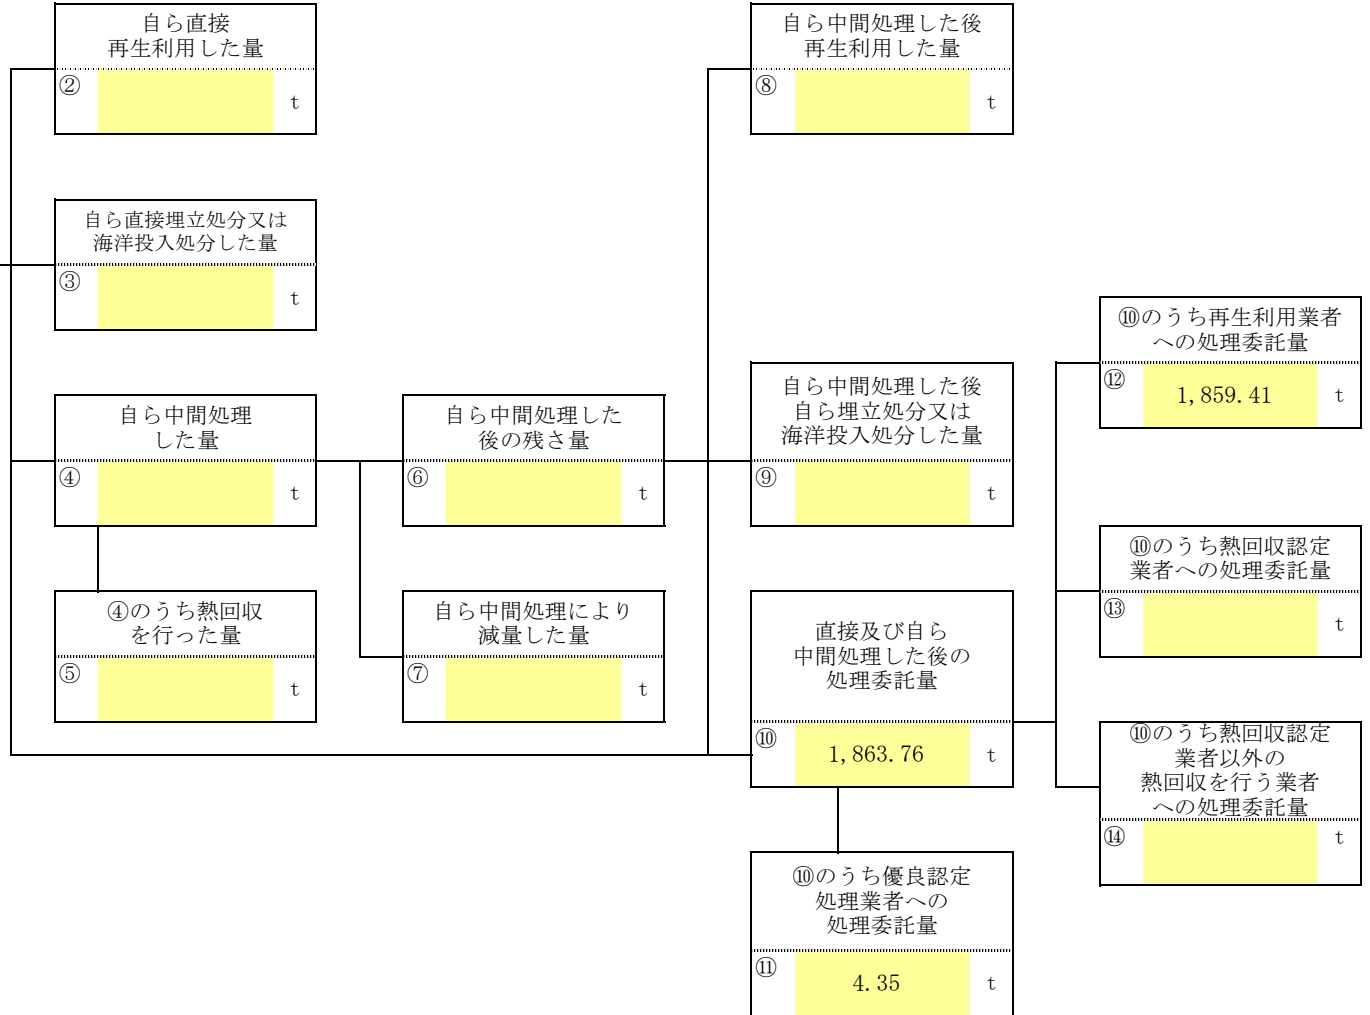 自ら直接
再生利用した量
② t
自ら直接埋立処分又は
海洋投入処分した量
③ t
自ら中間処理
した量
④ t
④のうち熱回収
を行った量
⑤ t
自ら中間処理した
後の残さ量
⑥ t
自ら中間処理により
減量した量
⑦ t
自ら中間処理した後
再生利用した量
⑧ t
自ら中間処理した後
自ら埋立処分又は
海洋投入処分した量
⑨ t
直接及び自ら
中間処理した後の
処理委託量
⑩ 1,863.76 t
⑩のうち優良認定
処理業者への
処理委託量
⑪ 4.35 t
⑩のうち再生利用業者
への処理委託量
⑫ 1,859.41 t
⑩のうち熱回収認定
業者への処理委託量
⑬ t
⑩のうち熱回収認定
業者以外の
熱回収を行う業者
への処理委託量
⑭ t